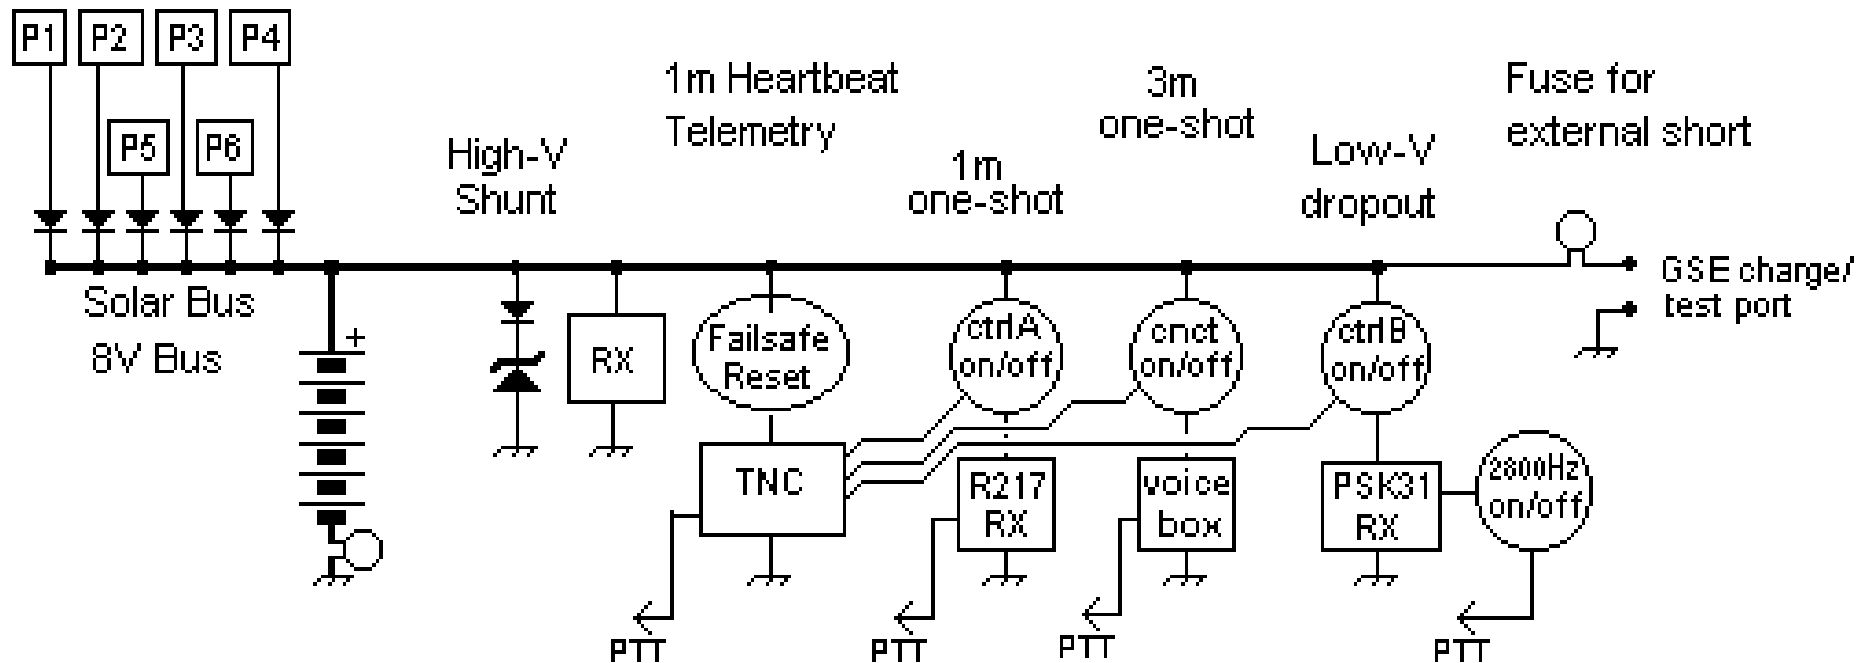 P1 P2 P3 P4
P5 P6
1m Heartbeat
Telemetry
3m
one-shot
Fuse for
external short
High-V
Shunt
1m
one-shot
Low-V
dropout
Solar Bus
8V Bus
+
RX
Failsafe
Reset
ctrlA
on/off
cnct
on/off
ctrlB
on/off
GSE charge/
test port
TNC
R217
RX
voice
box
PSK31
RX
2800Hz
on/off
PTT
PTT
PTT
PTT